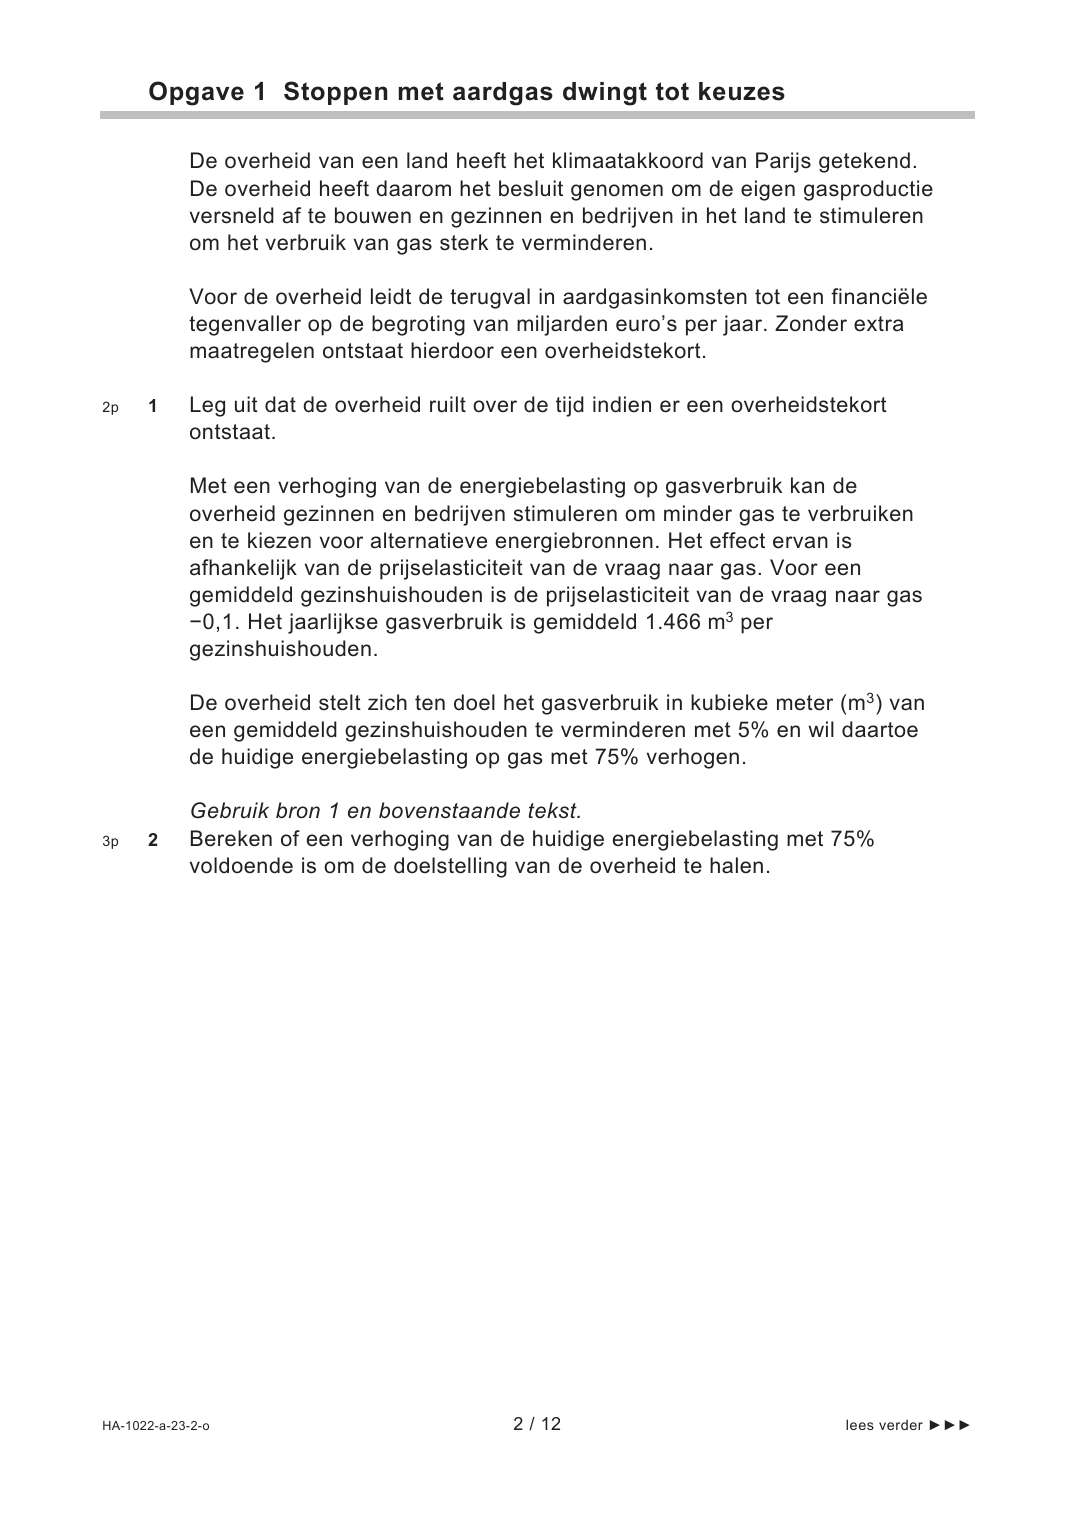 Opgave 1 Stoppen met aardgas dwingt tot keuzes
De overheid van een land heeft het klimaatakkoord van Parijs getekend.
De overheid heeft daarom het besluit genomen om de eigen gasproductie
versneld af te bouwen en gezinnen en bedrijven in het land te stimuleren
om het verbruik van gas sterk te verminderen.
Voor de overheid leidt de terugval in aardgasinkomsten tot een financiële
tegenvaller op de begroting van miljarden euro’s per jaar. Zonder extra
maatregelen ontstaat hierdoor een overheidstekort.
2p 1 Leg uit dat de overheid ruilt over de tijd indien er een overheidstekort
ontstaat.
Met een verhoging van de energiebelasting op gasverbruik kan de
overheid gezinnen en bedrijven stimuleren om minder gas te verbruiken
en te kiezen voor alternatieve energiebronnen. Het effect ervan is
afhankelijk van de prijselasticiteit van de vraag naar gas. Voor een
gemiddeld gezinshuishouden is de prijselasticiteit van de vraag naar gas
−0,1. Het jaarlijkse gasverbruik is gemiddeld 1.466 m³ per
gezinshuishouden.
De overheid stelt zich ten doel het gasverbruik in kubieke meter (m³) van
een gemiddeld gezinshuishouden te verminderen met 5% en wil daartoe
de huidige energiebelasting op gas met 75% verhogen.
Gebruik bron 1 en bovenstaande tekst.
3p 2 Bereken of een verhoging van de huidige energiebelasting met 75%
voldoende is om de doelstelling van de overheid te halen.
HA-1022-a-23-2-o 2 / 12 lees verder ►►►